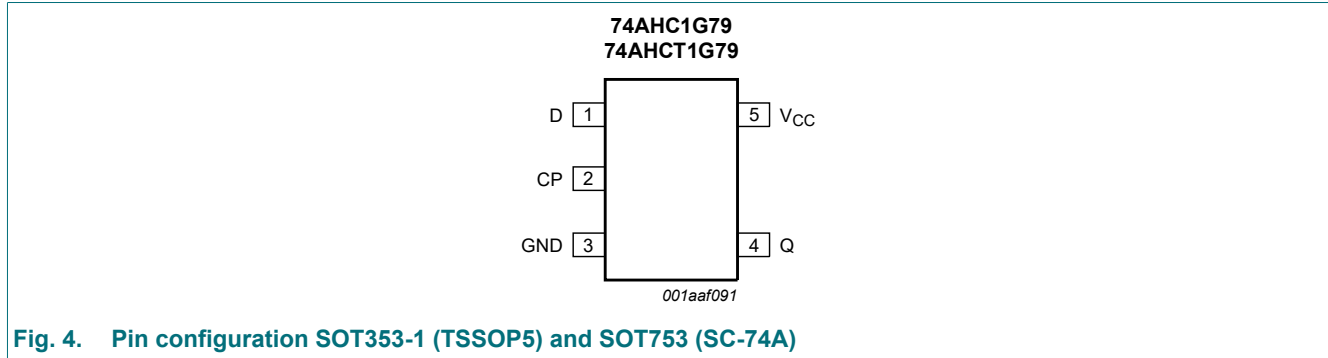 74AHC1G79
74AHCT1G79
D 1
5 VCC
CP 2
GND 3
4 Q
001aaf091
Fig. 4. Pin configuration SOT353-1 (TSSOP5) and SOT753 (SC-74A)